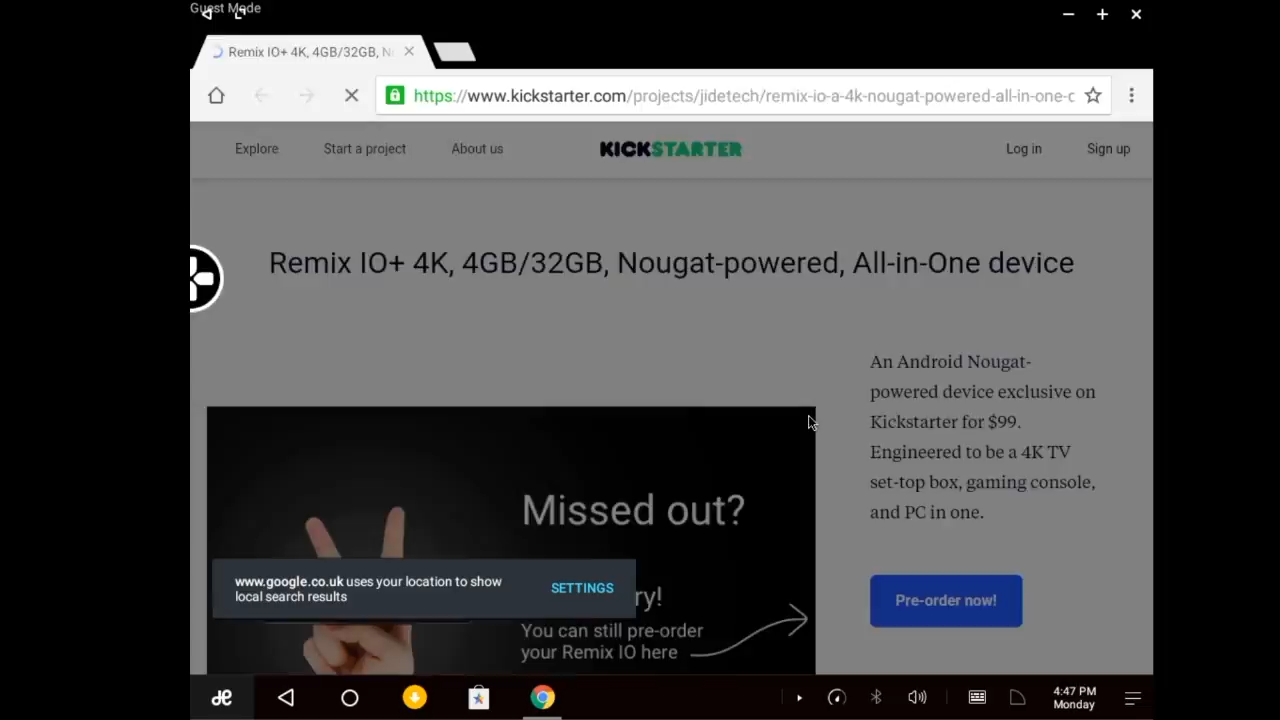 Guest Mode
Remix IO+ 4K, 4GB/32GB, N
https://www.kickstarter.com/projects/jidetech/remix-io-a-4k-nougat-powered-all-in-one-c
Explore
Start a project
About us
KICKSTARTER
Log in
Sign up
Remix IO+ 4K, 4GB/32GB, Nougat-powered, All-in-One device
An Android Nougat-
powered device exclusive on
Kickstarter for $99.
Engineered to be a 4K TV
set-top box, gaming console,
and PC in one.
Pre-order now!
Missed out?
ry!
You can still pre-order
your Remix IO here
www.google.co.uk uses your location to show
local search results
SETTINGS
4:47 PM
Monday